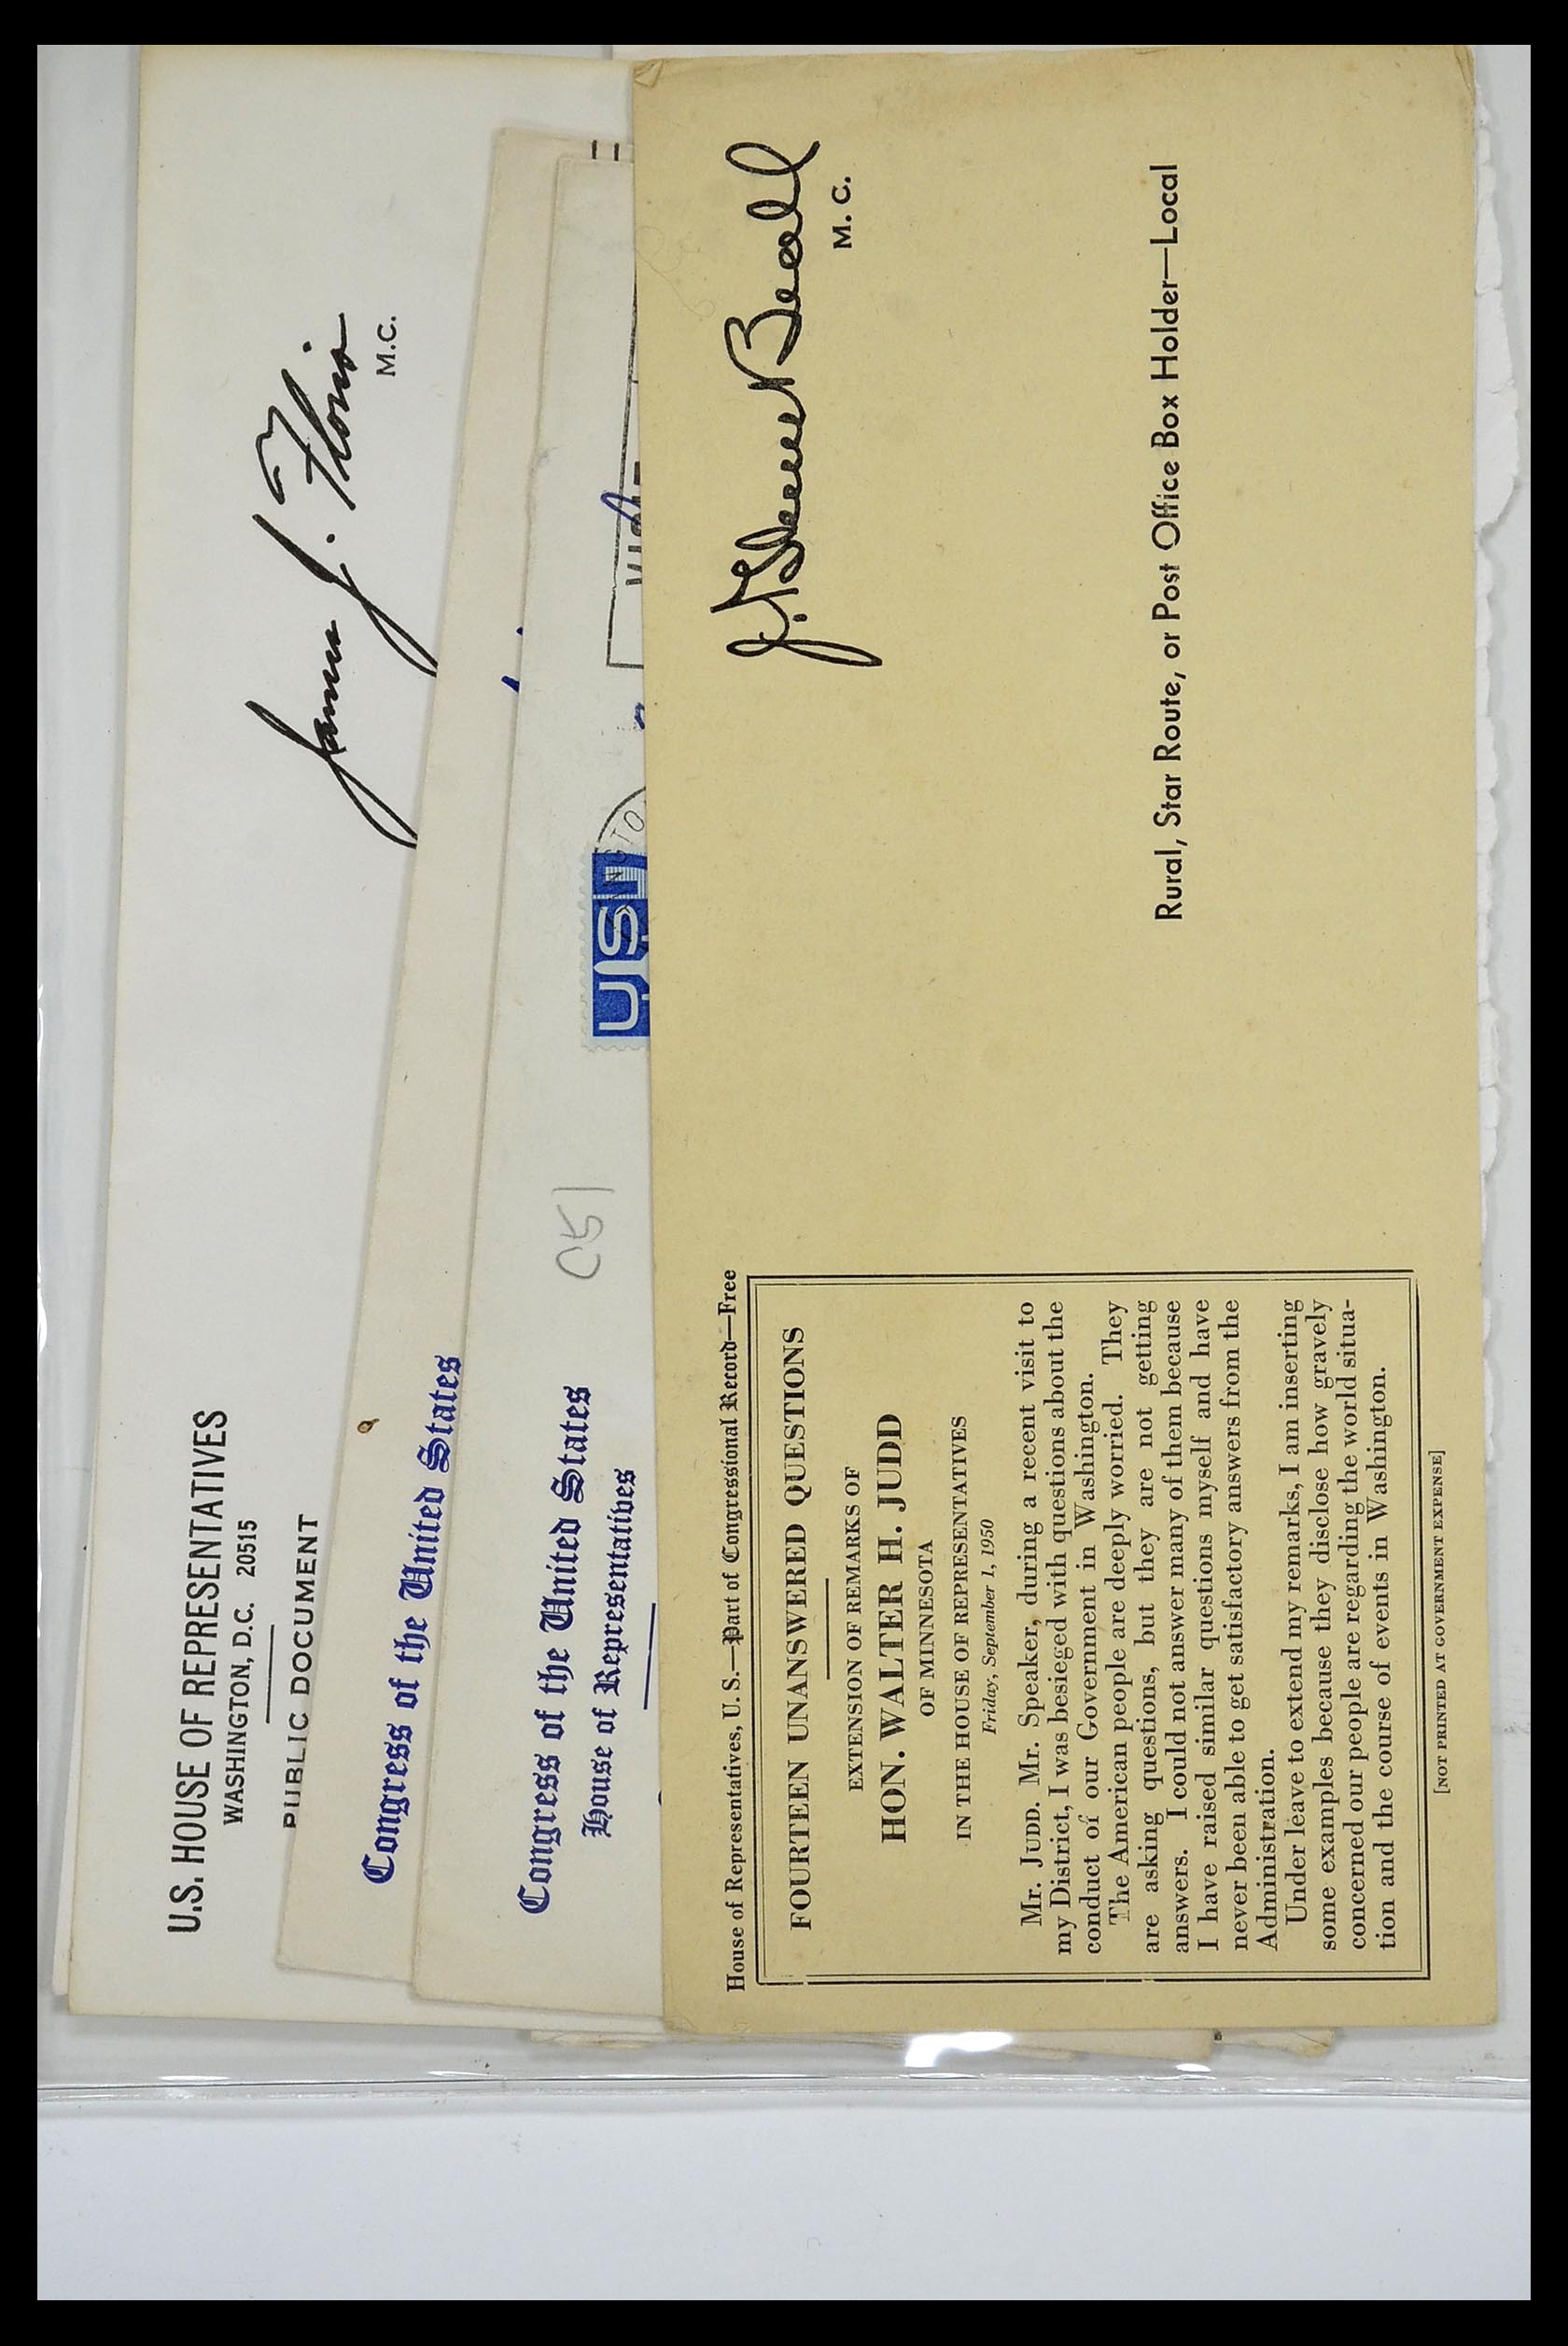 U.S. HOUSE OF REPRESENTATIVES
WASHINGTON, D.C. 20515
PUBLIC DOCUMENT
James J. Florio
M.C.
Congress of the United States
Congress of the United States
House of Representatives
051
US
House of Representatives, U. S.—Part of Congressional Record—Free
FOURTEEN UNANSWERED QUESTIONS
EXTENSION OF REMARKS OF
HON. WALTER H. JUDD
OF MINNESOTA
IN THE HOUSE OF REPRESENTATIVES
Friday, September 1, 1950
Mr. JUDD. Mr. Speaker, during a recent visit to
my District, I was besieged with questions about the
conduct of our Government in Washington.
The American people are deeply worried. They
are asking questions, but they are not getting
answers. I could not answer many of them because
I have raised similar questions myself and have
never been able to get satisfactory answers from the
Administration.
Under leave to extend my remarks, I am inserting
some examples because they disclose how gravely
concerned our people are regarding the world situa-
tion and the course of events in Washington.
[NOT PRINTED AT GOVERNMENT EXPENSE]
J. Glenn Beall
M. C.
Rural, Star Route, or Post Office Box Holder—Local